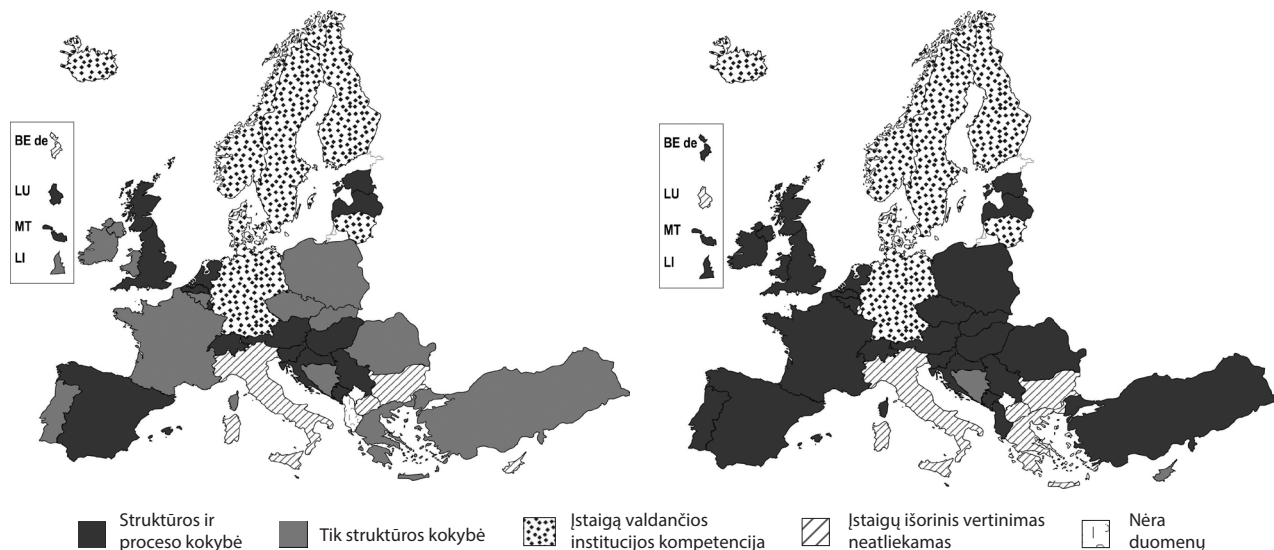 BE de
LU
MT
LI
BE de
LU
MT
LI
Struktūros ir
proceso kokybė
Tik struktūros kokybė
Įstaigą valdančios
institucijos kompetencija
Įstaigų išorinis vertinimas
neatliekamas
Nėra
duomenų